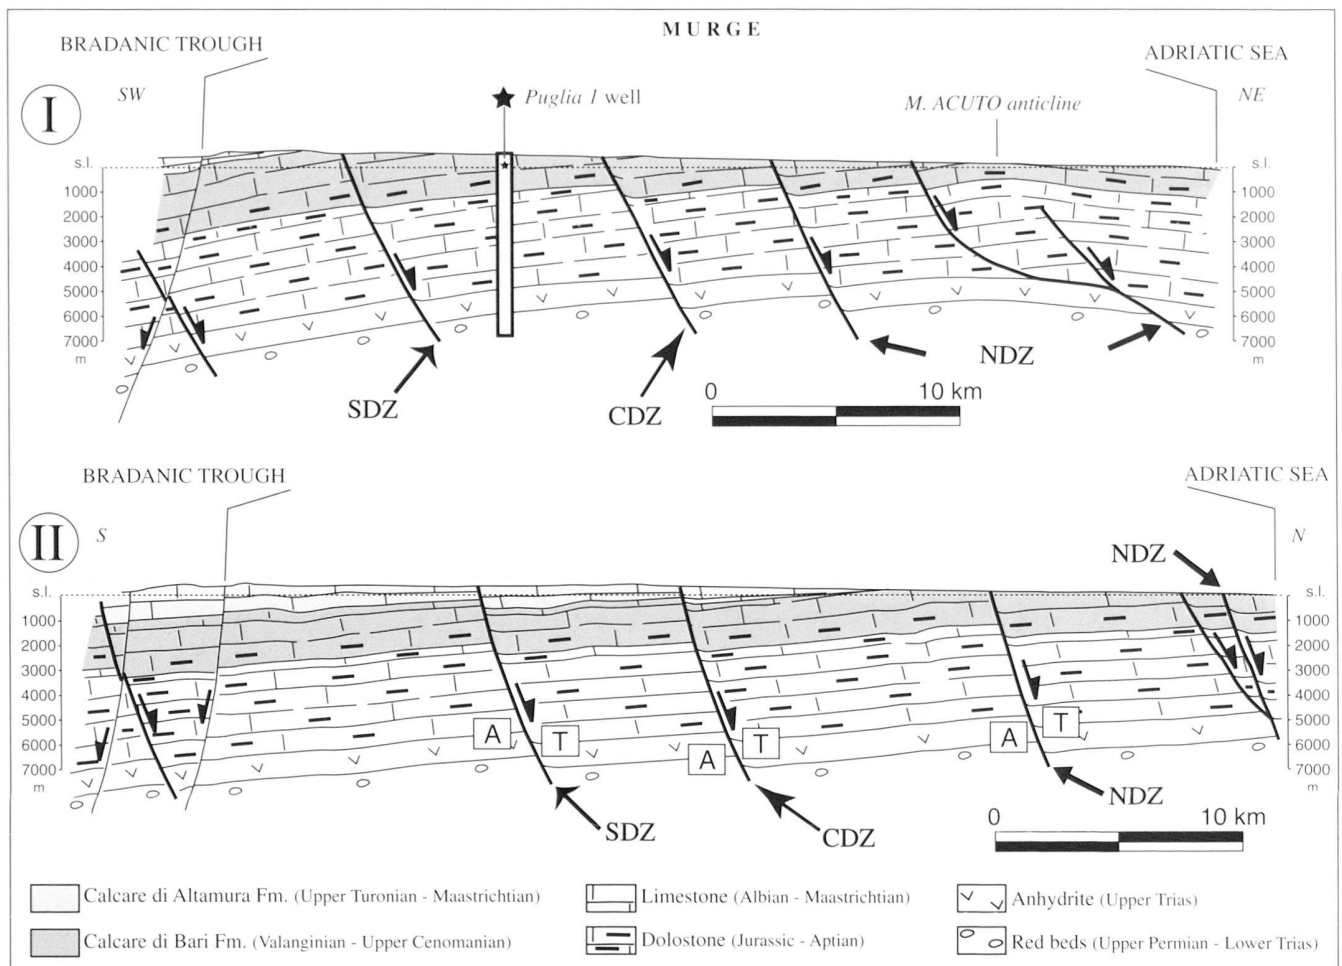 MURGE
BRADANIC TROUGH
ADRIATIC SEA
I
SW
Puglia 1 well
M. ACUTO anticline
NE
s.l.
1000
2000
3000
4000
5000
6000
7000
m
s.l.
1000
2000
3000
4000
5000
6000
7000
m
SDZ
CDZ
NDZ
0 10 km
BRADANIC TROUGH
ADRIATIC SEA
II
S
N
NDZ
s.l.
1000
2000
3000
4000
5000
6000
7000
m
s.l.
1000
2000
3000
4000
5000
6000
7000
m
A T
A T
A T
SDZ
CDZ
NDZ
0 10 km
Calcare di Altamura Fm. (Upper Turonian - Maastrichtian)
Limestone (Albian - Maastrichtian)
Anhydrite (Upper Trias)
Calcare di Bari Fm. (Valanginian - Upper Cenomanian)
Dolostone (Jurassic - Aptian)
Red beds (Upper Permian - Lower Trias)